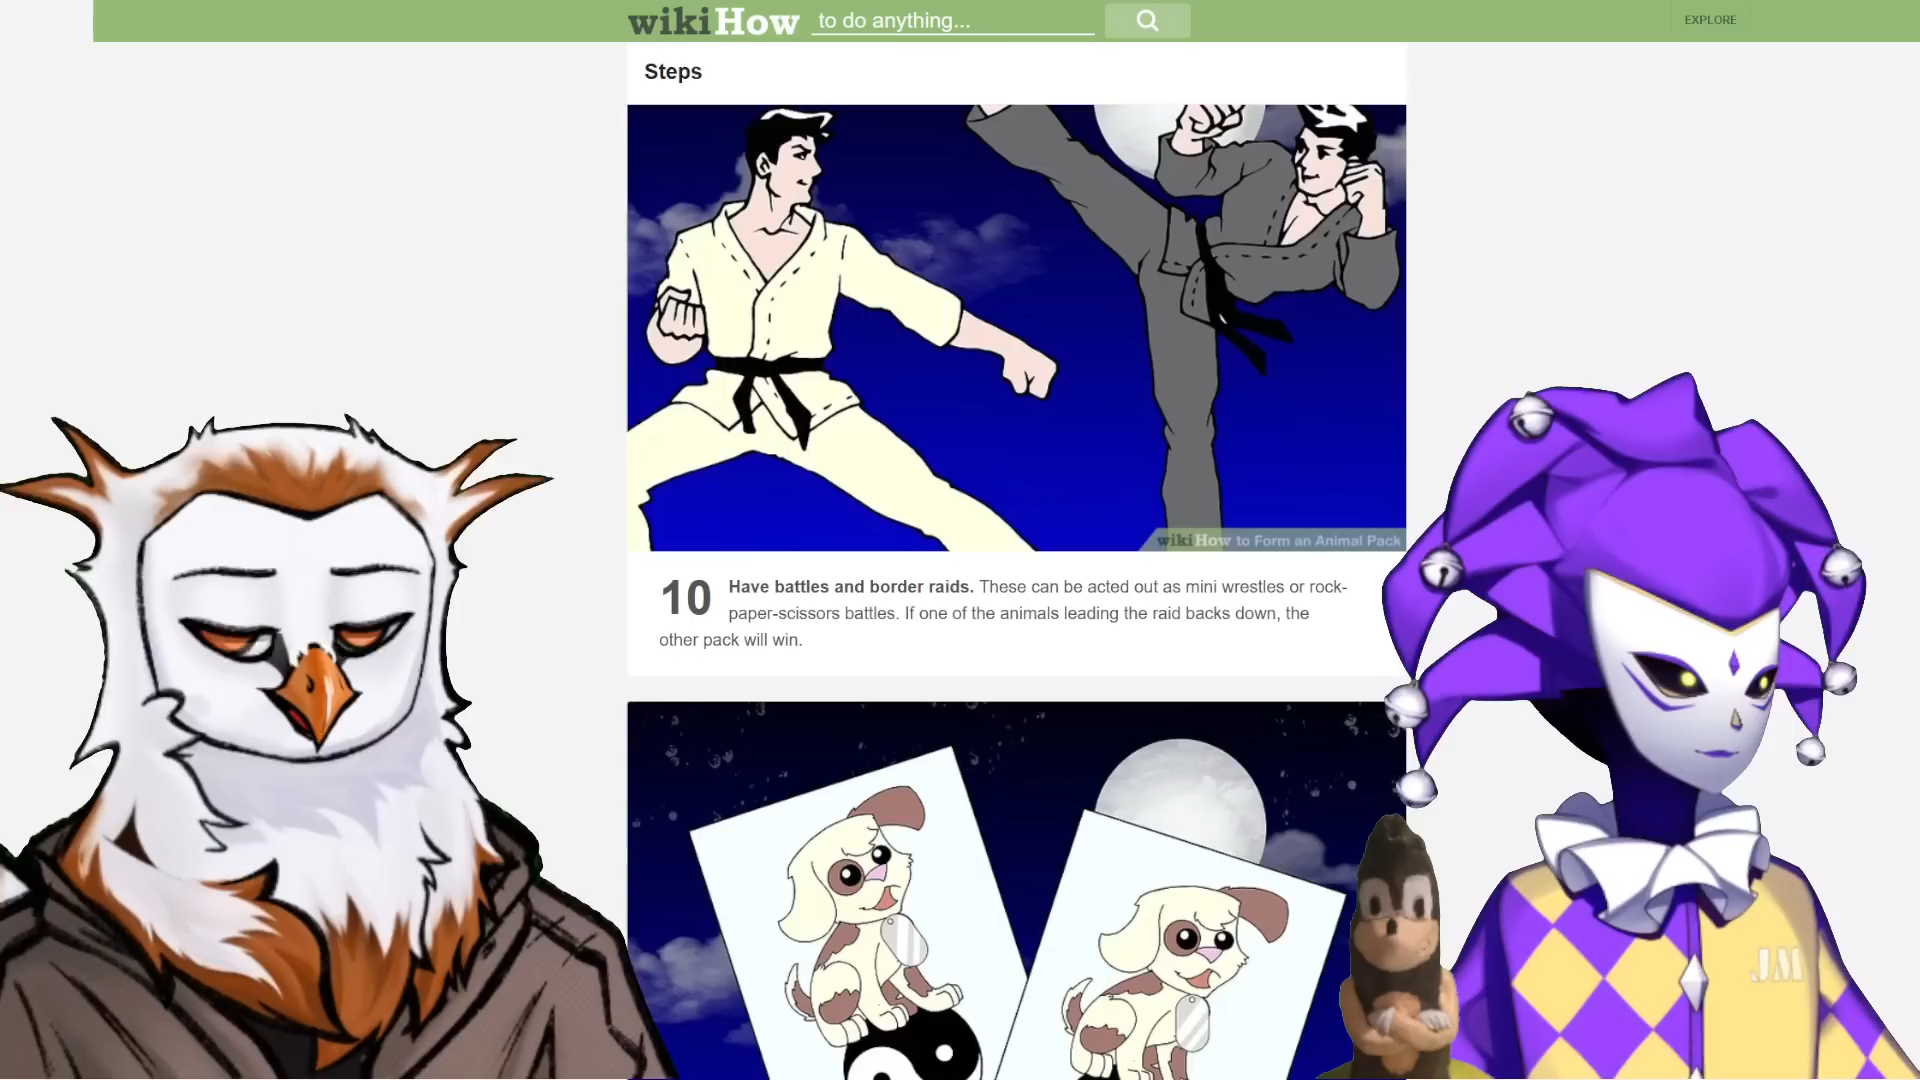 wikiHow to do anything...
EXPLORE
Steps
wikiHow to Form an Animal Pack
10 Have battles and border raids. These can be acted out as mini wrestles or rock-
paper-scissors battles. If one of the animals leading the raid backs down, the
other pack will win.
JM